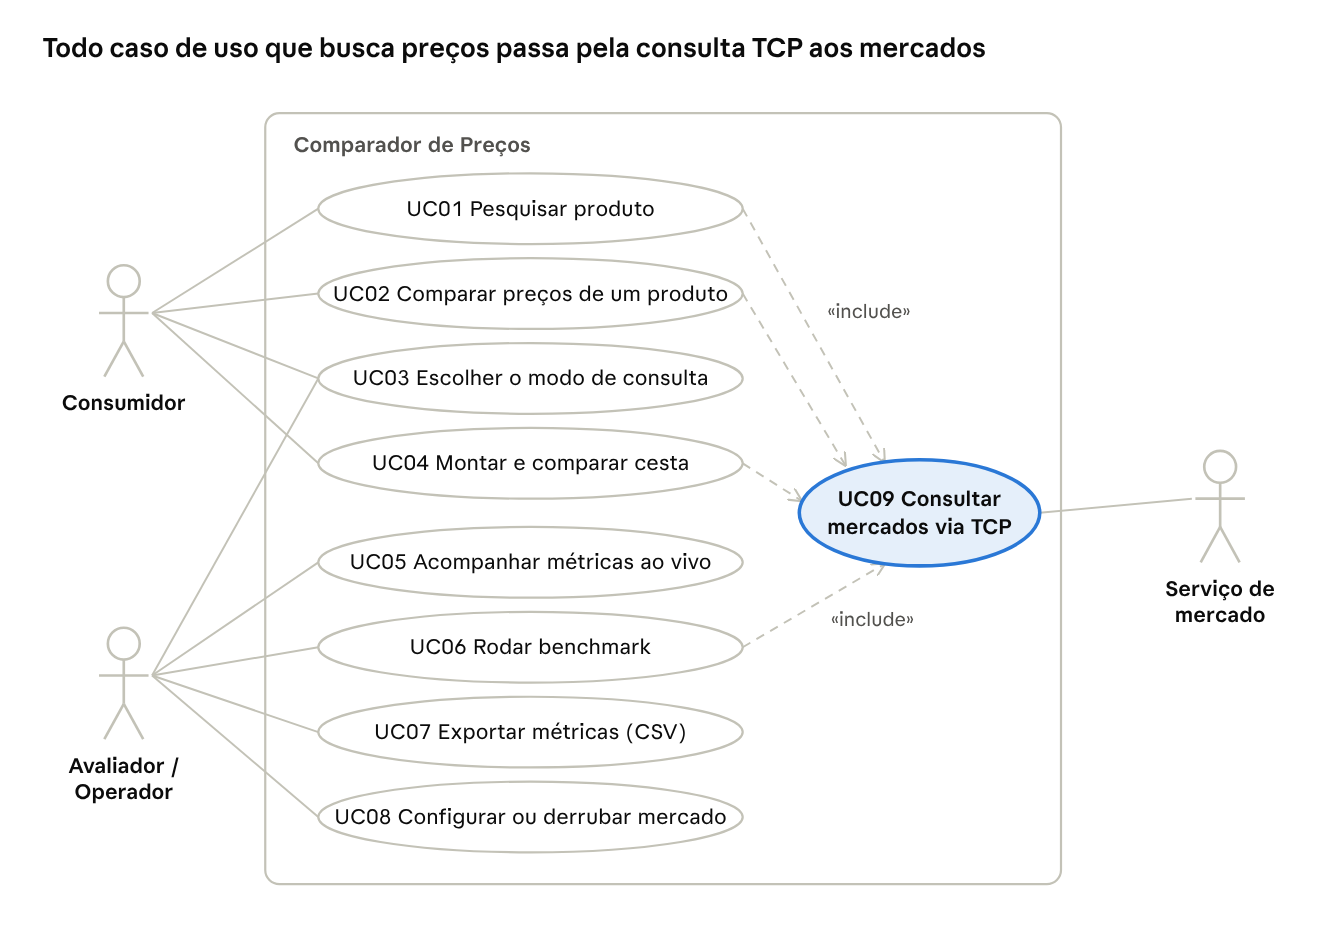 Todo caso de uso que busca preços passa pela consulta TCP aos mercados
Comparador de Preços
UC01 Pesquisar produto
UC02 Comparar preços de um produto
«include»
UC03 Escolher o modo de consulta
Consumidor
UC04 Montar e comparar cesta
UC09 Consultar
mercados via TCP
UC05 Acompanhar métricas ao vivo
Serviço de
mercado
«include»
UC06 Rodar benchmark
UC07 Exportar métricas (CSV)
Avaliador /
Operador
UC08 Configurar ou derrubar mercado